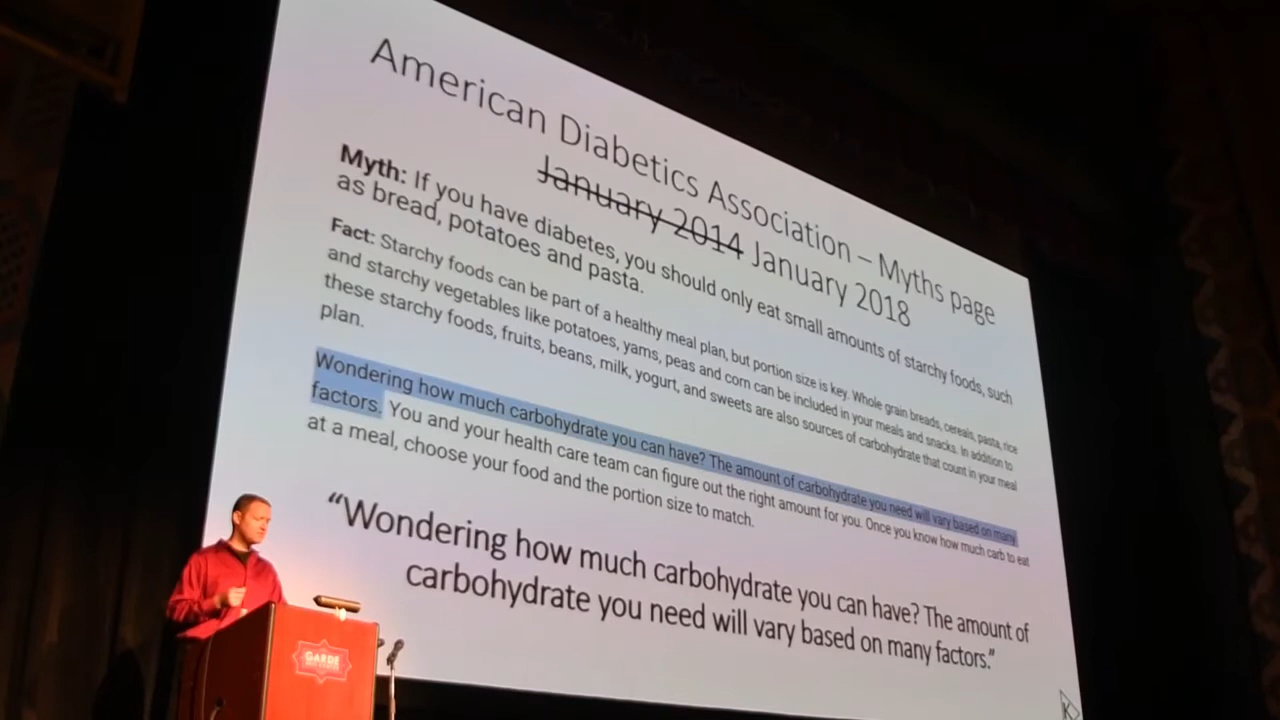 American Diabetics Association – Myths page
January 2014 January 2018
Myth: If you have diabetes, you should only eat small amounts of starchy foods, such
as bread, potatoes and pasta.
Fact: Starchy foods can be part of a healthy meal plan, but portion size is key. Whole grain breads, cereals, pasta, rice
and starchy vegetables like potatoes, yams, peas and corn can be included in your meals and snacks. In addition to
these starchy foods, fruits, beans, milk, yogurt, and sweets are also sources of carbohydrate that count in your meal
plan.
Wondering how much carbohydrate you can have? The amount of carbohydrate you need will vary based on many
factors. You and your health care team can figure out the right amount for you. Once you know how much carb to eat
at a meal, choose your food and the portion size to match.
“Wondering how much carbohydrate you can have? The amount of
carbohydrate you need will vary based on many factors.”
K
GARDE